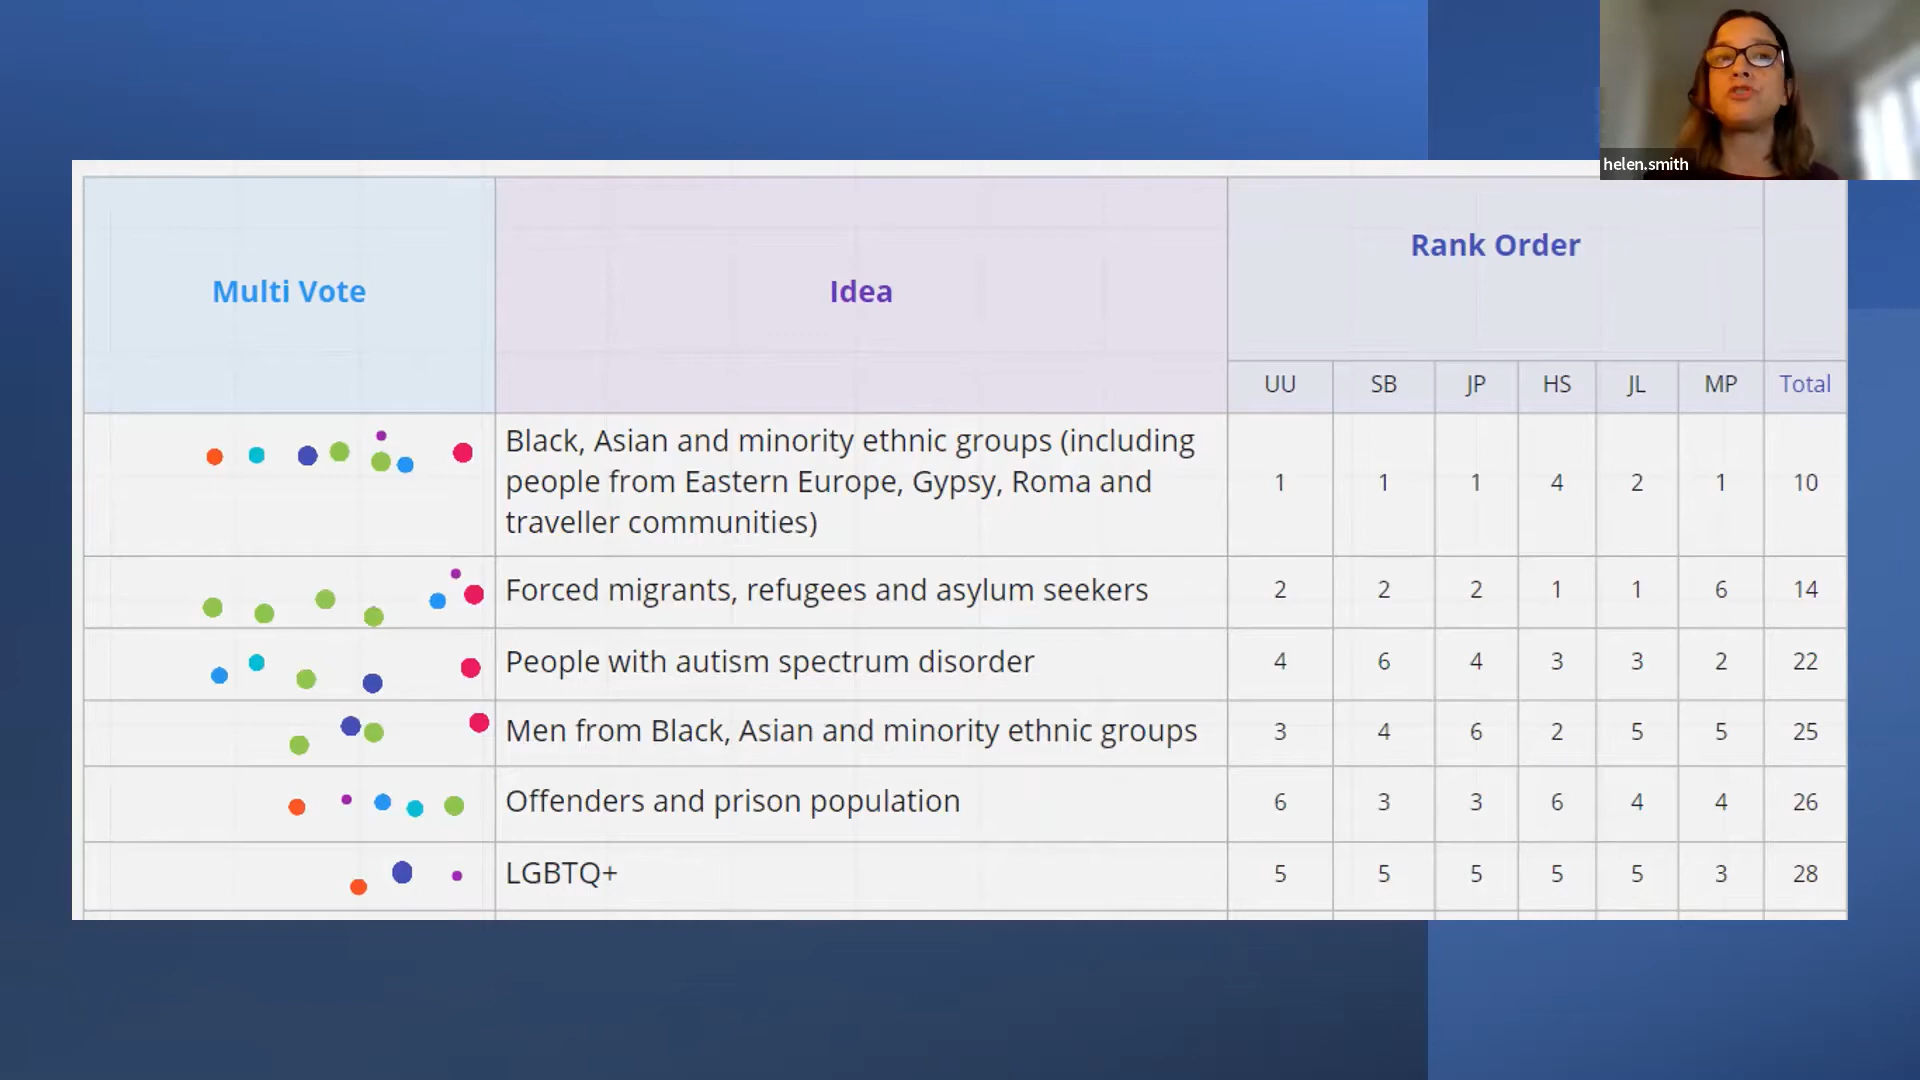 helen.smith
Multi Vote
Idea
Rank Order
UU SB JP HS JL MP Total
Black, Asian and minority ethnic groups (including
people from Eastern Europe, Gypsy, Roma and
traveller communities)
1 1 1 4 2 1 10
Forced migrants, refugees and asylum seekers 2 2 2 1 1 6 14
People with autism spectrum disorder 4 6 4 3 3 2 22
Men from Black, Asian and minority ethnic groups 3 4 6 2 5 5 25
Offenders and prison population 6 3 3 6 4 4 26
LGBTQ+ 5 5 5 5 5 3 28